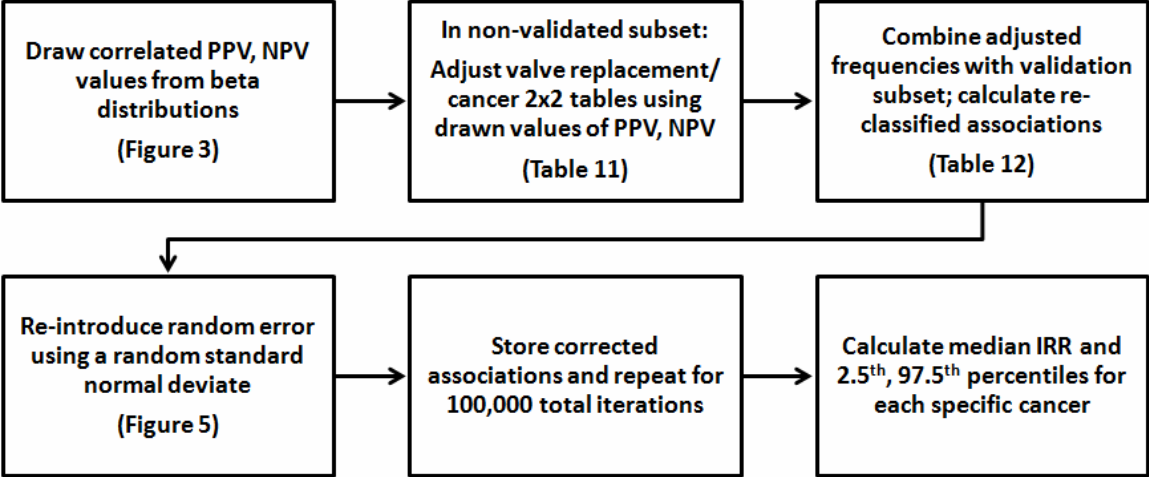 Draw correlated PPV, NPV
values from beta
distributions
(Figure 3)
In non-validated subset:
Adjust valve replacement/
cancer 2x2 tables using
drawn values of PPV, NPV
(Table 11)
Combine adjusted
frequencies with validation
subset; calculate re-
classified associations
(Table 12)
Re-introduce random error
using a random standard
normal deviate
(Figure 5)
Store corrected
associations and repeat for
100,000 total iterations
Calculate median IRR and
2.5th, 97.5th percentiles for
each specific cancer